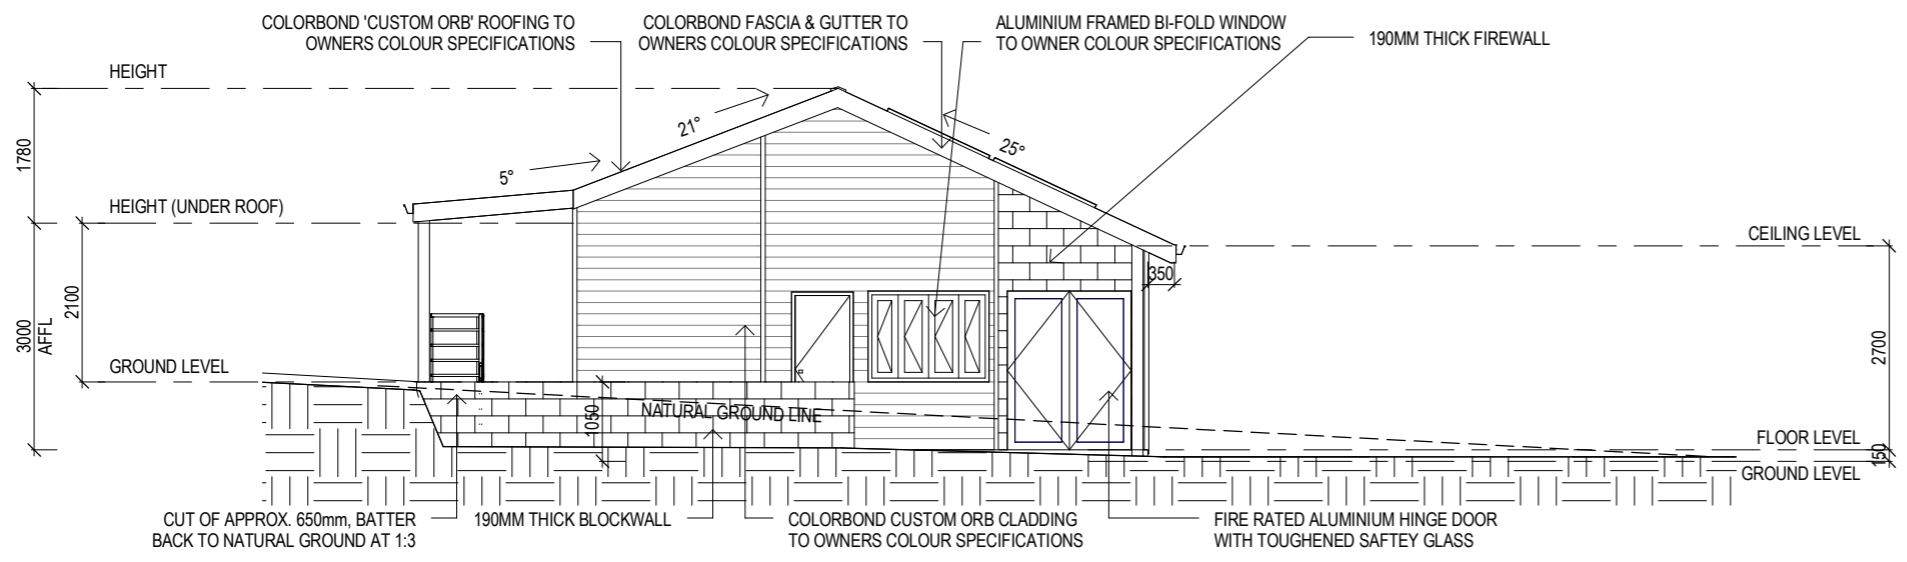 COLORBOND 'CUSTOM ORB' ROOFING TO
OWNERS COLOUR SPECIFICATIONS
COLORBOND FASCIA & GUTTER TO
OWNERS COLOUR SPECIFICATIONS
ALUMINIUM FRAMED BI-FOLD WINDOW
TO OWNER COLOUR SPECIFICATIONS
190MM THICK FIREWALL
HEIGHT
1780
21°
25°
5°
HEIGHT (UNDER ROOF)
CEILING LEVEL
350
2100
3000
AFFL
2700
GROUND LEVEL
1050
NATURAL GROUND LINE
FLOOR LEVEL
150
GROUND LEVEL
CUT OF APPROX. 650mm, BATTER
BACK TO NATURAL GROUND AT 1:3
190MM THICK BLOCKWALL
COLORBOND CUSTOM ORB CLADDING
TO OWNERS COLOUR SPECIFICATIONS
FIRE RATED ALUMINIUM HINGE DOOR
WITH TOUGHENED SAFTEY GLASS